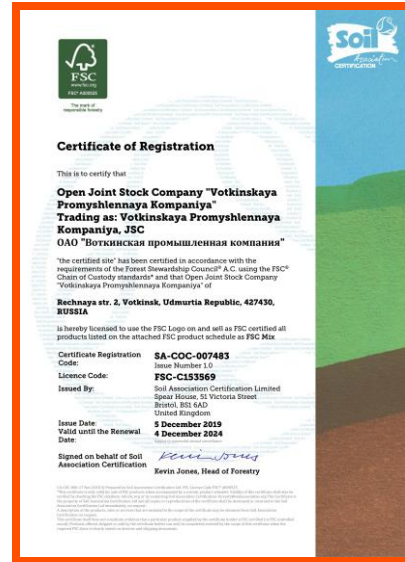 FSC
www.fsc.org
The mark of
responsible forestry
Soil
Association
CERTIFICATION
Certificate of Registration
This is to certify that
Open Joint Stock Company "Votkinskaya
Promyshlennaya Kompaniya"
Trading as: Votkinskaya Promyshlennaya
Kompaniya, JSC
ОАО "Воткинская промышленная компания"
"the certified site" has been certified in accordance with the
requirements of the Forest Stewardship Council® A.C. using the FSC®
Chain of Custody standards* and that Open Joint Stock Company
"Votkinskaya Promyshlennaya Kompaniya" of
Rechnaya str. 2, Votkinsk, Udmurtia Republic, 427430,
RUSSIA
is hereby licensed to use the FSC Logo on and sell as FSC certified all
products listed on the attached FSC product schedule as FSC Mix
Certificate Registration
Code:
SA-COC-007483
Issue Number 1.0
Licence Code:
FSC-C153569
Issued By:
Soil Association Certification Limited
Spear House, 51 Victoria Street
Bristol, BS1 6AD
United Kingdom
Issue Date:
5 December 2019
Valid until the Renewal
Date:
4 December 2024
Signed on behalf of Soil
Association Certification
Kevin Jones
Kevin Jones, Head of Forestry